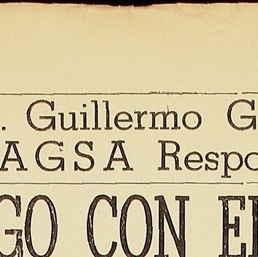 . Guillermo G
AGSA Respo
GO CON E